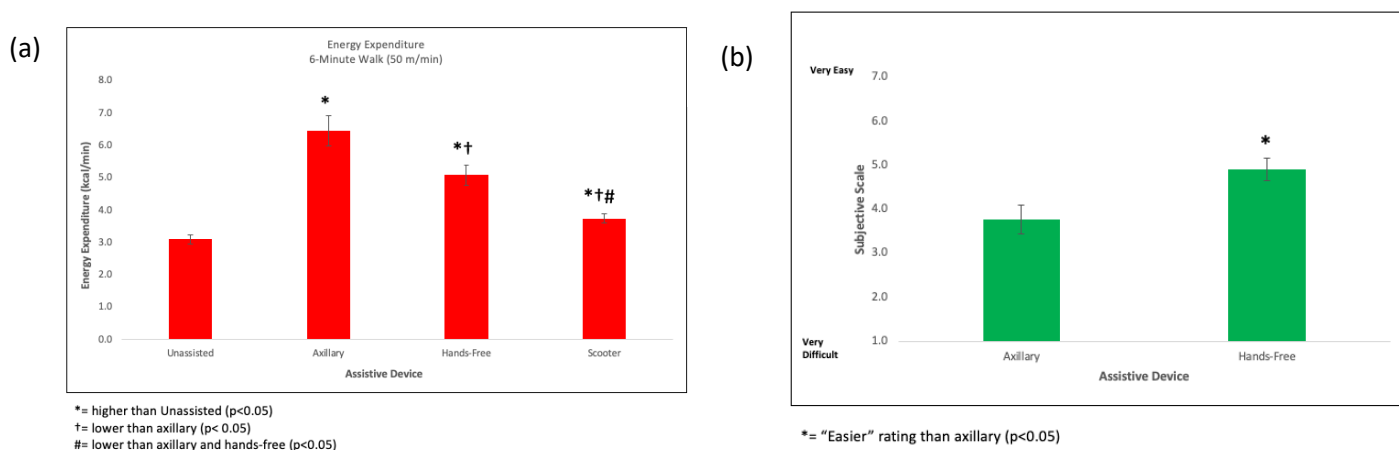 (a)
Energy Expenditure
6-Minute Walk (50 m/min)
Energy Expenditure (kcal/min)
8.0
7.0
6.0
5.0
4.0
3.0
2.0
1.0
0.0
*
*†
*†#
Unassisted Axillary Hands-Free Scooter
Assistive Device
*= higher than Unassisted (p<0.05)
†= lower than axillary (p< 0.05)
#= lower than axillary and hands-free (p<0.05)
(b)
Very Easy
Subjective Scale
7.0
6.0
5.0
4.0
3.0
2.0
1.0
Very
Difficult
*
Axillary Hands-Free
Assistive Device
*= “Easier” rating than axillary (p<0.05)